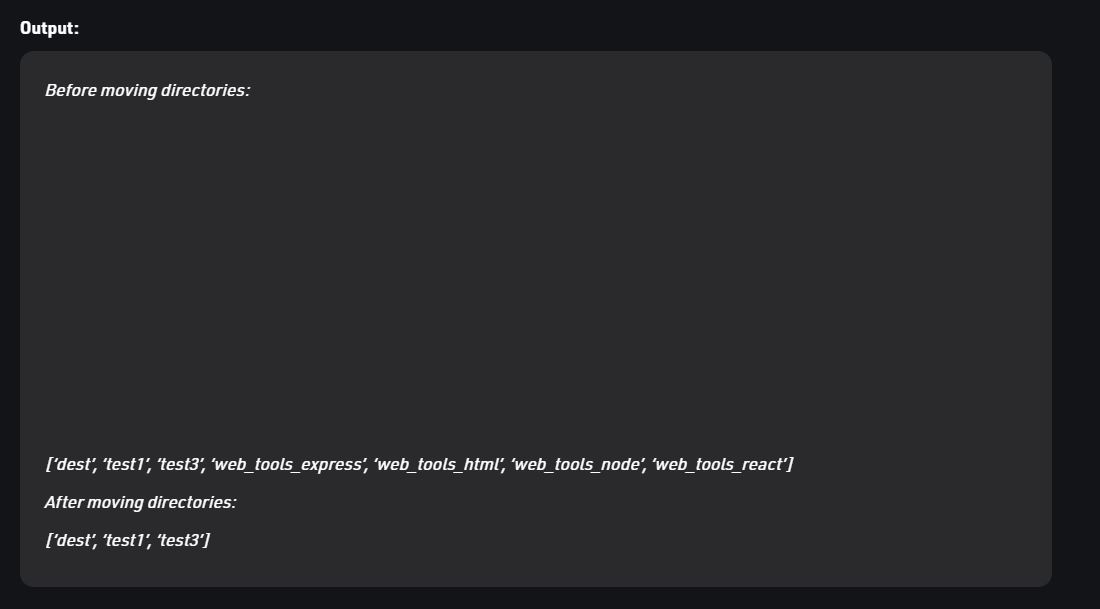 Output:
Before moving directories:
[‘dest’, ‘test1’, ‘test3’, ‘web_tools_express’, ‘web_tools_html’, ‘web_tools_node’, ‘web_tools_react’]
After moving directories:
[‘dest’, ‘test1’, ‘test3’]